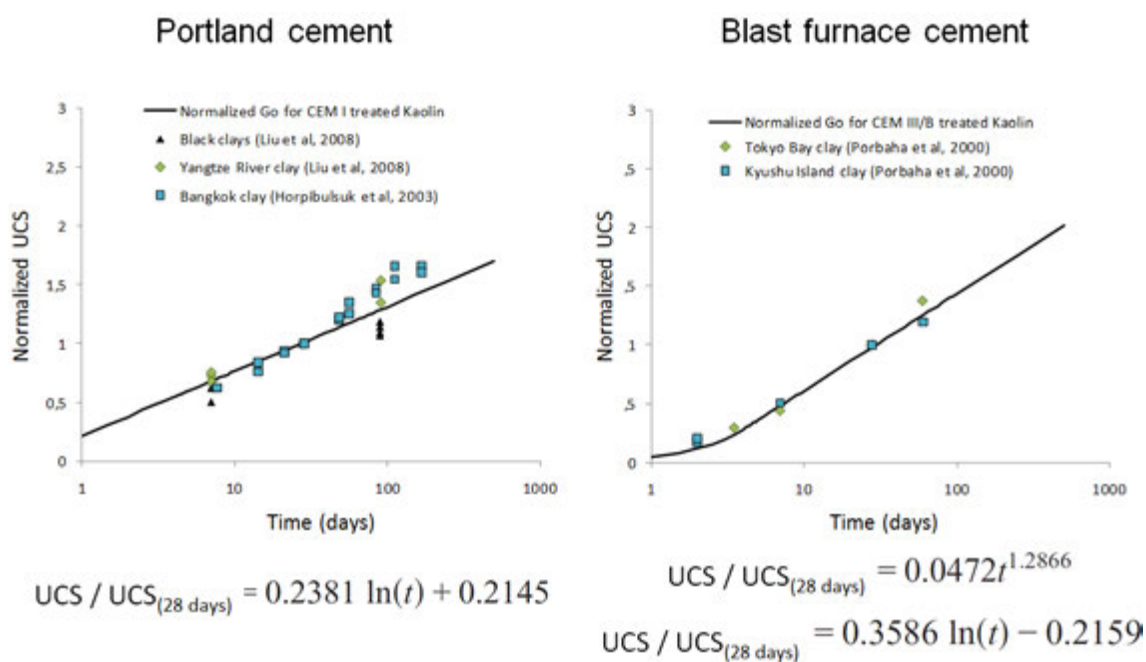 Portland cement
Blast furnace cement
3
2,5
2
1,5
1
0,5
0
Normalized UCS
Normalized Go for CEM I treated Kaolin
Black clays (Liu et al, 2008)
Yangtze River clay (Liu et al, 2008)
Bangkok clay (Horpibulsuk et al, 2003)
1
10
100
1000
Time (days)
UCS / UCS(28 days) = 0.2381 ln(t) + 0.2145
3
,5
2
,5
1
,5
0
Normalized UCS
Normalized Go for CEM III/B treated Kaolin
Tokyo Bay clay (Porbaha et al, 2000)
Kyushu Island clay (Porbaha et al, 2000)
1
10
100
1000
Time (days)
UCS / UCS(28 days) = 0.0472t^1.2866
UCS / UCS(28 days) = 0.3586 ln(t) − 0.2159